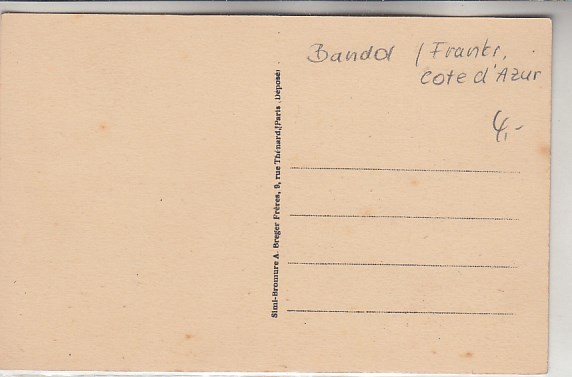 Bandol / Frankr.
Cote d'Azur
4,-
Simi-Bromure A. Breger Frères, 9, rue Thénard, Paris .Déposé.